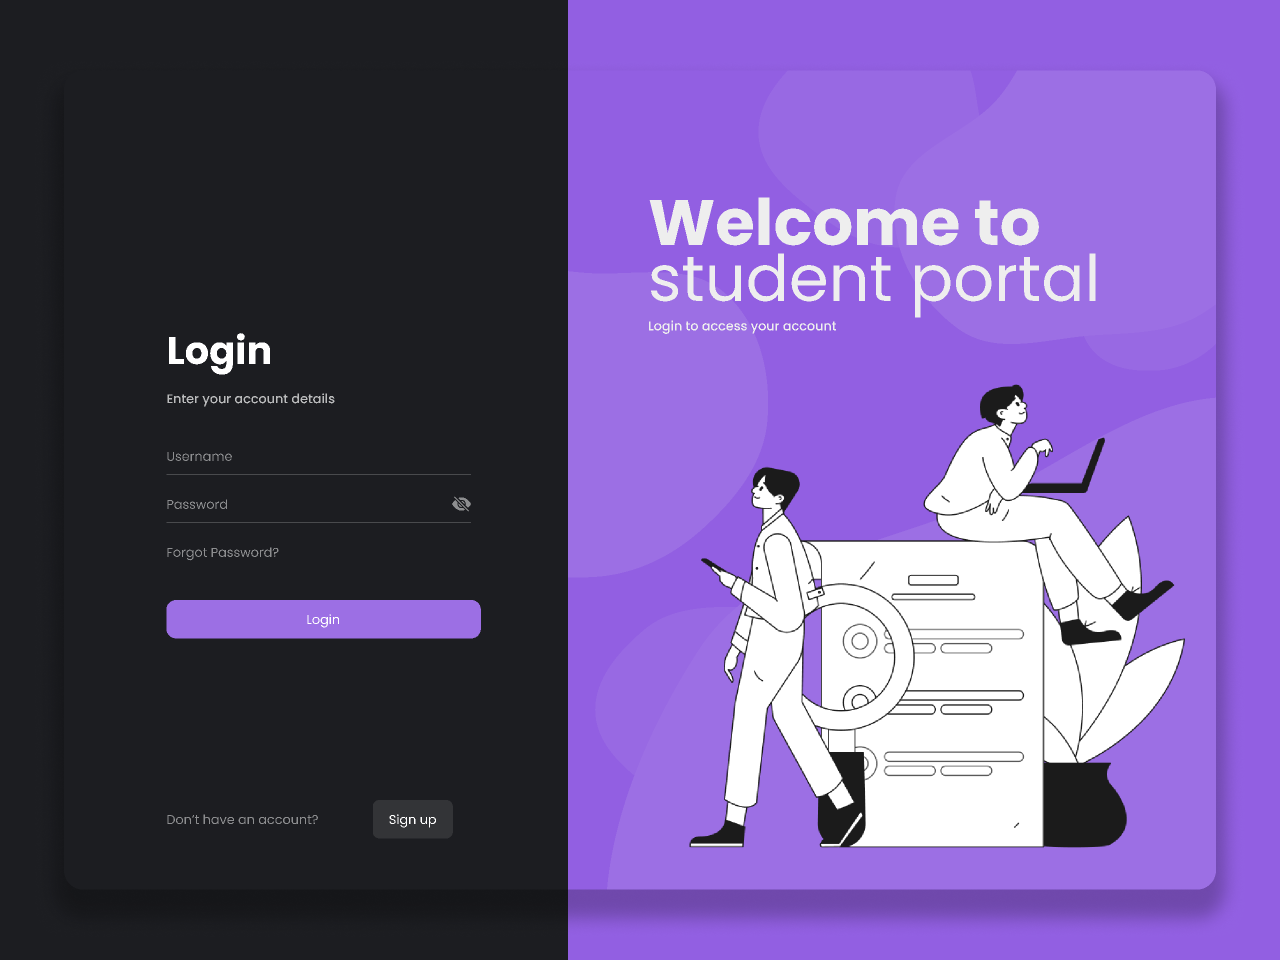 Login
Enter your account details
Username
Password
Forgot Password?
Login
Don’t have an account?
Sign up
Welcome to
student portal
Login to access your account